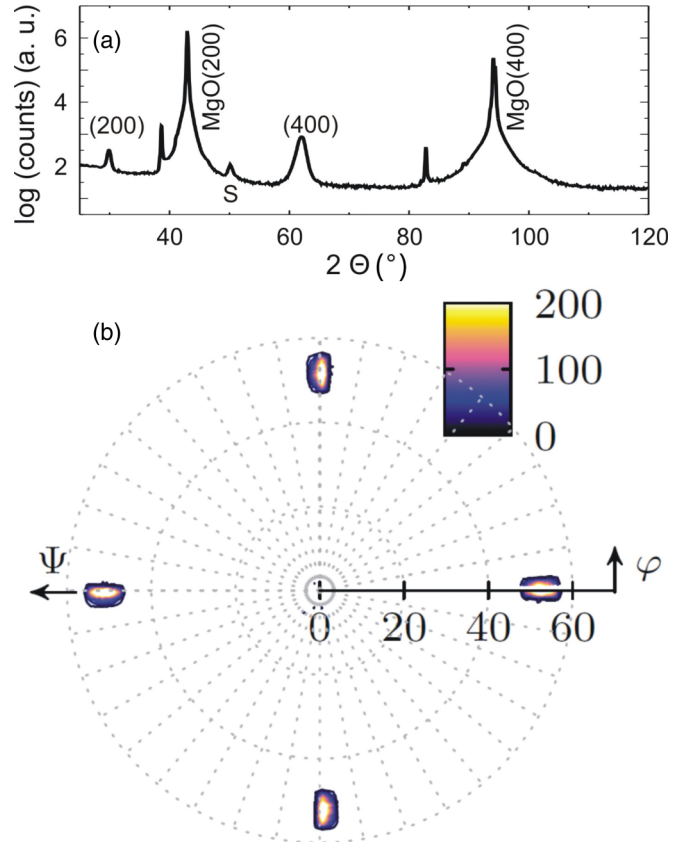 (a)
log (counts) (a. u.)
6
4
2
(200)
MgO(200)
S
(400)
MgO(400)
40 60 80 100 120
2 Θ (°)
(b)
200
100
0
Ψ
φ
0 20 40 60